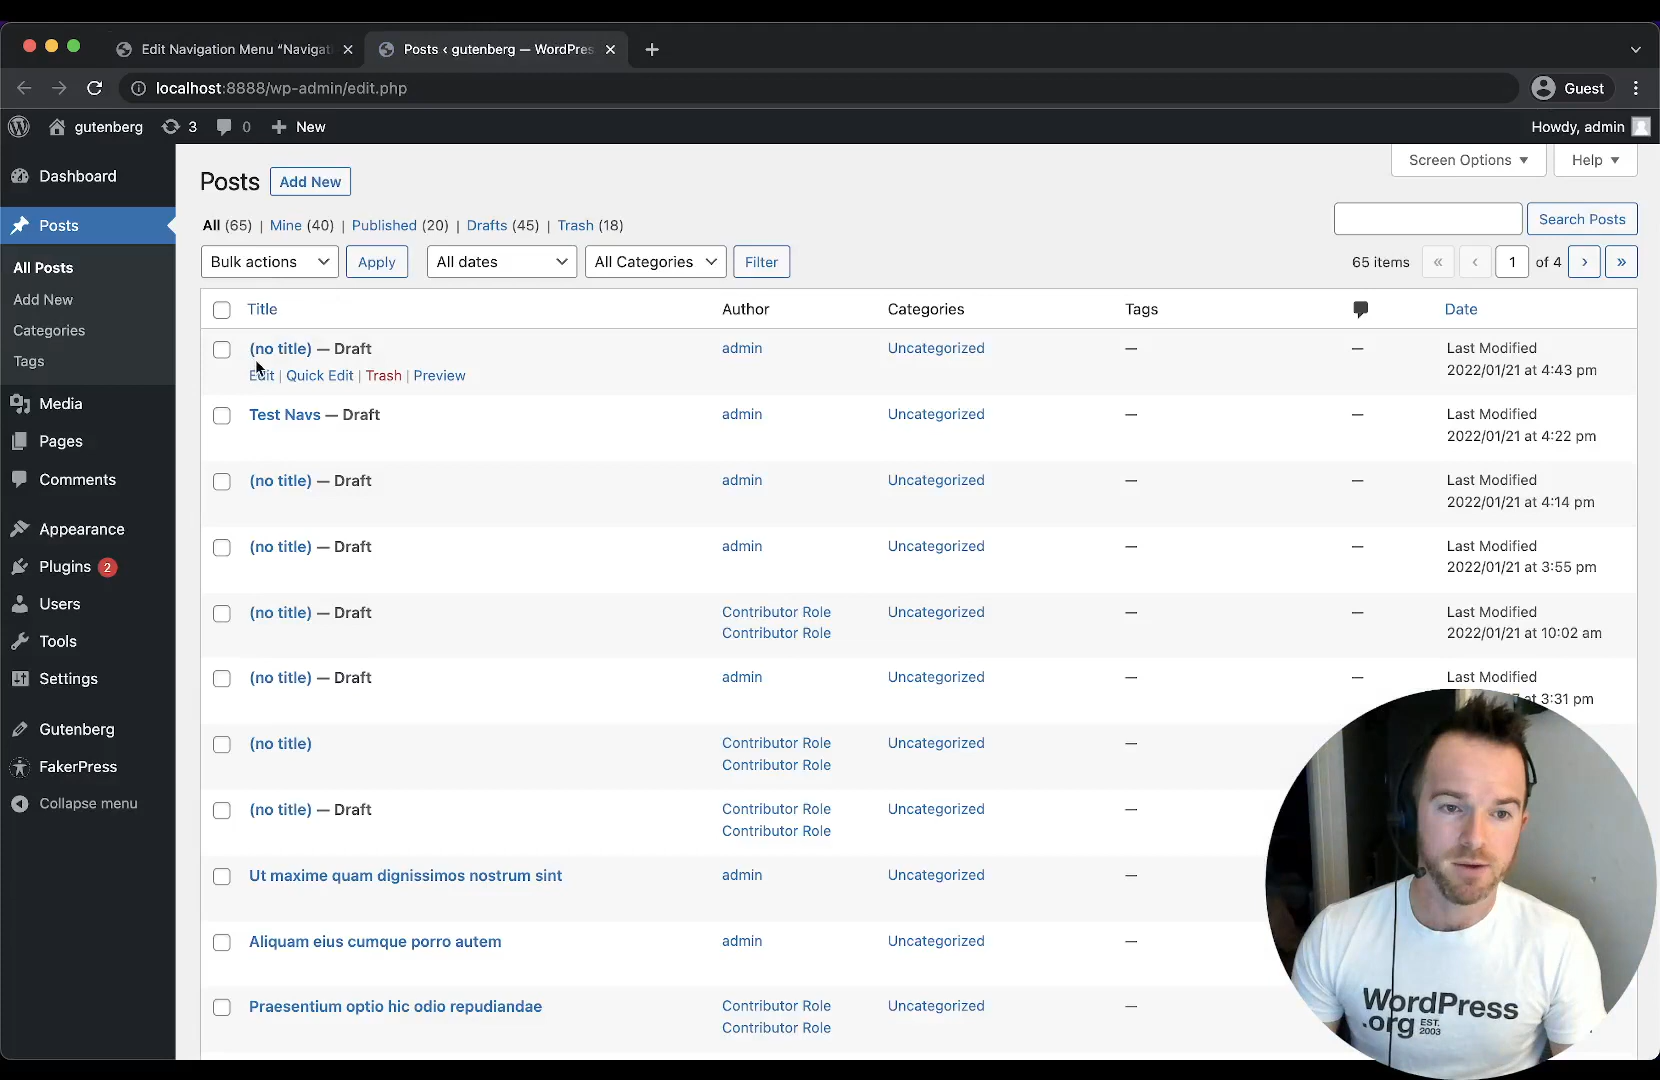 Edit Navigation Menu “Navigat
Posts ‹ gutenberg — WordPres
localhost:8888/wp-admin/edit.php
Guest
gutenberg
3
0
New
Howdy, admin
Dashboard
Posts
All Posts
Add New
Categories
Tags
Media
Pages
Comments
Appearance
Plugins 2
Users
Tools
Settings
Gutenberg
FakerPress
Collapse menu
Screen Options
Help
Posts Add New
All (65) | Mine (40) | Published (20) | Drafts (45) | Trash (18)
Search Posts
Bulk actions Apply All dates All Categories Filter
65 items « ‹ 1 of 4 › »
Title Author Categories Tags Date
(no title) — Draft admin Uncategorized — — Last Modified
Edit | Quick Edit | Trash | Preview 2022/01/21 at 4:43 pm
Test Navs — Draft admin Uncategorized — — Last Modified
2022/01/21 at 4:22 pm
(no title) — Draft admin Uncategorized — — Last Modified
2022/01/21 at 4:14 pm
(no title) — Draft admin Uncategorized — — Last Modified
2022/01/21 at 3:55 pm
(no title) — Draft Contributor Role Uncategorized — — Last Modified
Contributor Role 2022/01/21 at 10:02 am
(no title) — Draft admin Uncategorized — — Last Modified
at 3:31 pm
(no title) Contributor Role Uncategorized —
Contributor Role
(no title) — Draft Contributor Role Uncategorized —
Contributor Role
Ut maxime quam dignissimos nostrum sint admin Uncategorized —
Aliquam eius cumque porro autem admin Uncategorized —
Praesentium optio hic odio repudiandae Contributor Role Uncategorized —
Contributor Role
WordPress
.org EST.
2003